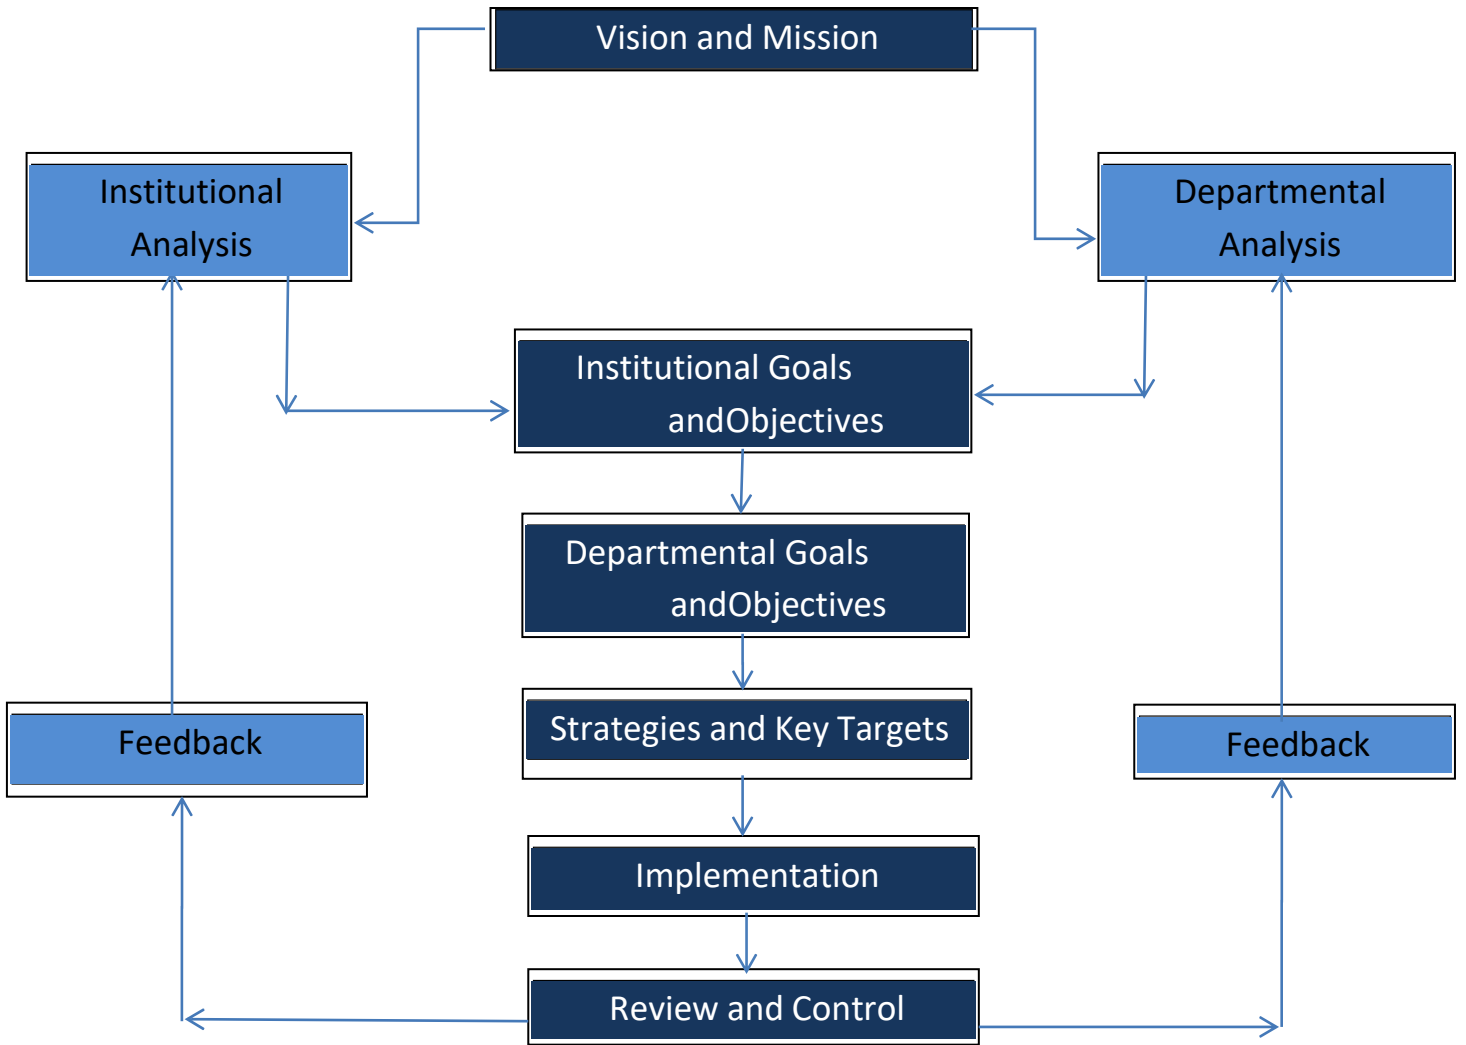 Vision and Mission
Institutional
Analysis
Departmental
Analysis
Institutional Goals
andObjectives
Departmental Goals
andObjectives
Strategies and Key Targets
Feedback
Feedback
Implementation
Review and Control